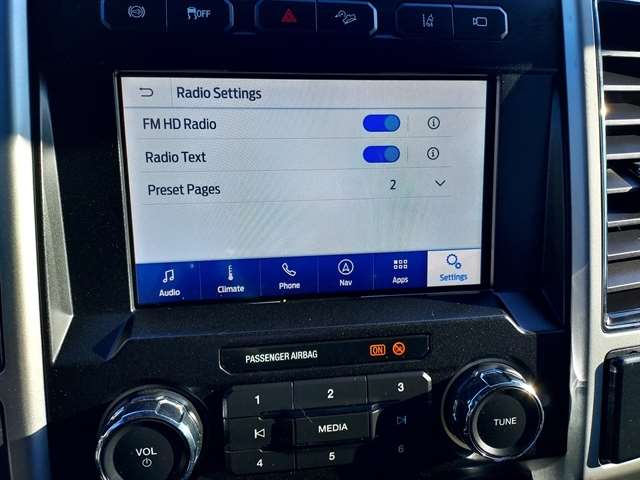 OFF
Radio Settings
FM HD Radio
Radio Text
Preset Pages 2
Audio Climate Phone Nav Apps Settings
PASSENGER AIRBAG ON
1 2 3
MEDIA
4 5 6
VOL
TUNE